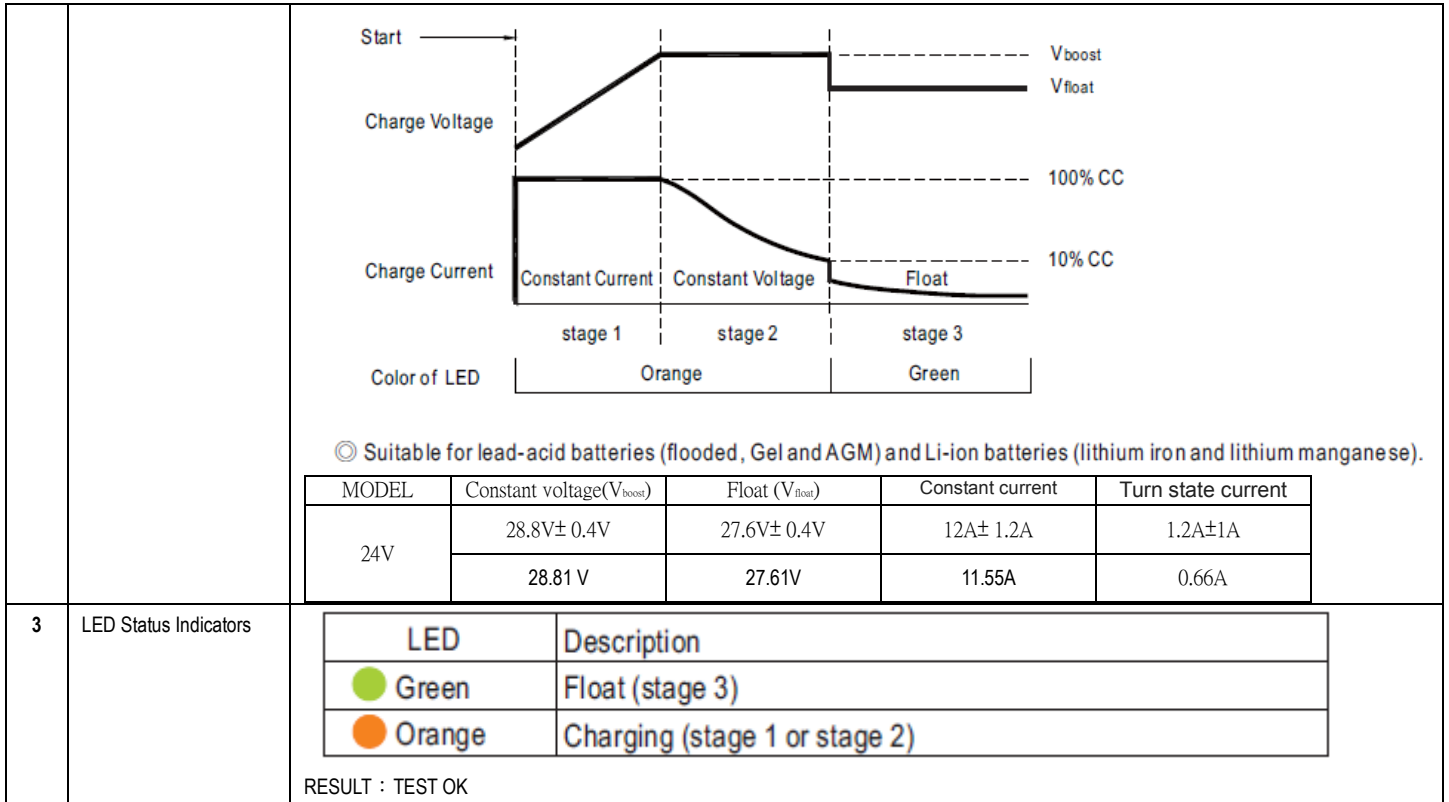 Start
Vboost
Vfloat
Charge Voltage
100% CC
10% CC
Charge Current
Constant Current
Constant Voltage
Float
stage 1
stage 2
stage 3
Color of LED
Orange
Green
◎ Suitable for lead-acid batteries (flooded, Gel and AGM) and Li-ion batteries (lithium iron and lithium manganese).
MODEL Constant voltage(Vboost) Float (Vfloat) Constant current Turn state current
24V
28.8V± 0.4V 27.6V± 0.4V 12A± 1.2A 1.2A±1A
28.81 V 27.61V 11.55A 0.66A
3 LED Status Indicators
LED Description
Green Float (stage 3)
Orange Charging (stage 1 or stage 2)
RESULT：TEST OK